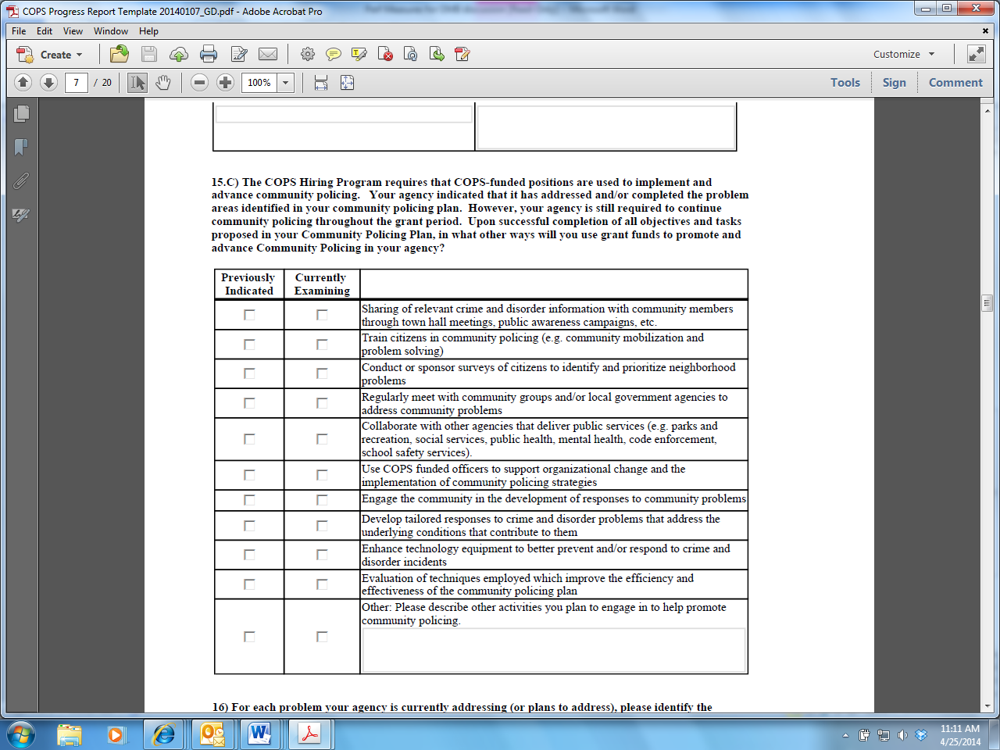 COPS Progress Report Template 20140107_GD.pdf - Adobe Acrobat Pro
File Edit View Window Help
Create Customize
7 / 20 100% Tools Sign Comment
15.C) The COPS Hiring Program requires that COPS-funded positions are used to implement and
advance community policing. Your agency indicated that it has addressed and/or completed the problem
areas identified in your community policing plan. However, your agency is still required to continue
community policing throughout the grant period. Upon successful completion of all objectives and tasks
proposed in your Community Policing Plan, in what other ways will you use grant funds to promote and
advance Community Policing in your agency?
Previously Indicated
Currently Examining
Sharing of relevant crime and disorder information with community members
through town hall meetings, public awareness campaigns, etc.
Train citizens in community policing (e.g. community mobilization and
problem solving)
Conduct or sponsor surveys of citizens to identify and prioritize neighborhood
problems
Regularly meet with community groups and/or local government agencies to
address community problems
Collaborate with other agencies that deliver public services (e.g. parks and
recreation, social services, public health, mental health, code enforcement,
school safety services).
Use COPS funded officers to support organizational change and the
implementation of community policing strategies
Engage the community in the development of responses to community problems
Develop tailored responses to crime and disorder problems that address the
underlying conditions that contribute to them
Enhance technology equipment to better prevent and/or respond to crime and
disorder incidents
Evaluation of techniques employed which improve the efficiency and
effectiveness of the community policing plan
Other: Please describe other activities you plan to engage in to help promote
community policing.
16) For each problem your agency is currently addressing (or plans to address), please identify the
11:11 AM
4/25/2014